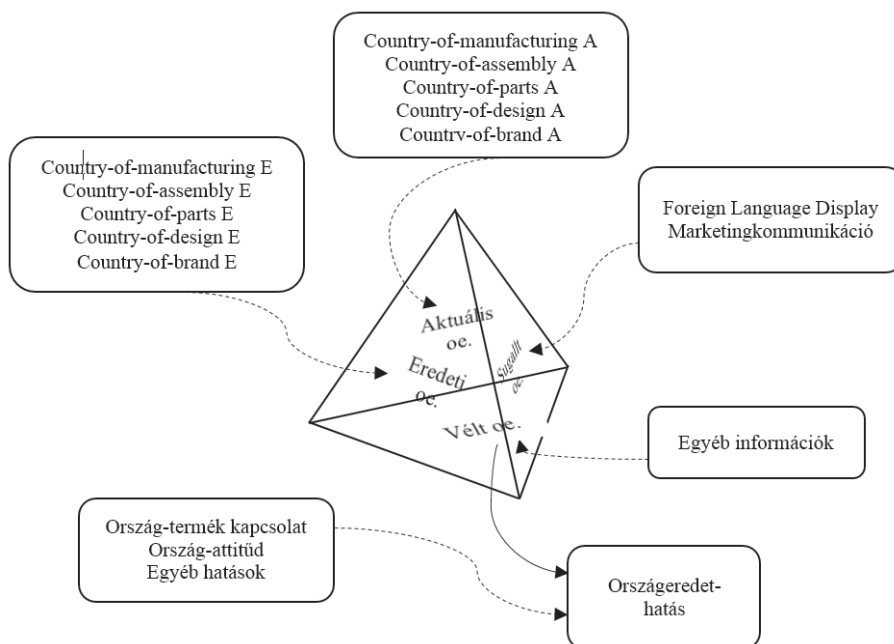 Country-of-manufacturing A
Country-of-assembly A
Country-of-parts A
Country-of-design A
Countrv-of-brand A
Country-of-manufacturing E
Country-of-assembly E
Country-of-parts E
Country-of-design E
Country-of-brand E
Foreign Language Display
Marketingkommunikáció
Aktuális
oe.
Sugallt
oe.
Eredeti
oe.
Vélt oe.
Egyéb információk
Ország-termék kapcsolat
Ország-attitűd
Egyéb hatások
Országeredet-
hatás